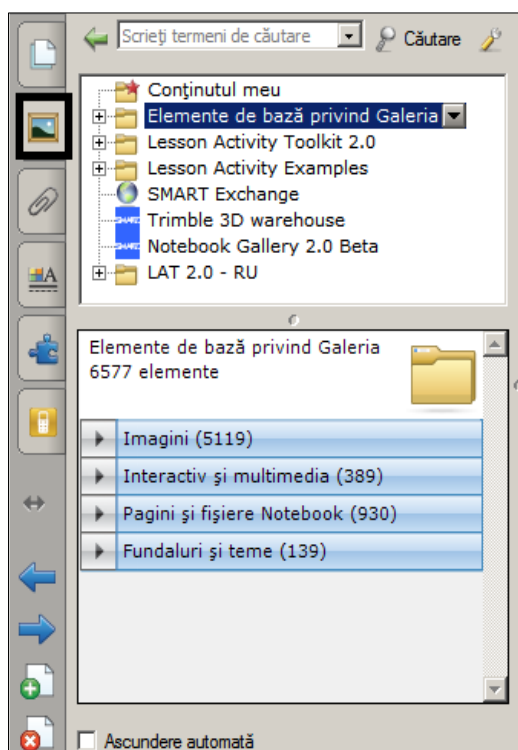 Scrieţi termeni de căutare
Căutare
Conţinutul meu
Elemente de bază privind Galeria
Lesson Activity Toolkit 2.0
Lesson Activity Examples
SMART Exchange
Trimble 3D warehouse
Notebook Gallery 2.0 Beta
LAT 2.0 - RU
Elemente de bază privind Galeria
6577 elemente
Imagini (5119)
Interactiv şi multimedia (389)
Pagini şi fişiere Notebook (930)
Fundaluri şi teme (139)
Ascundere automată